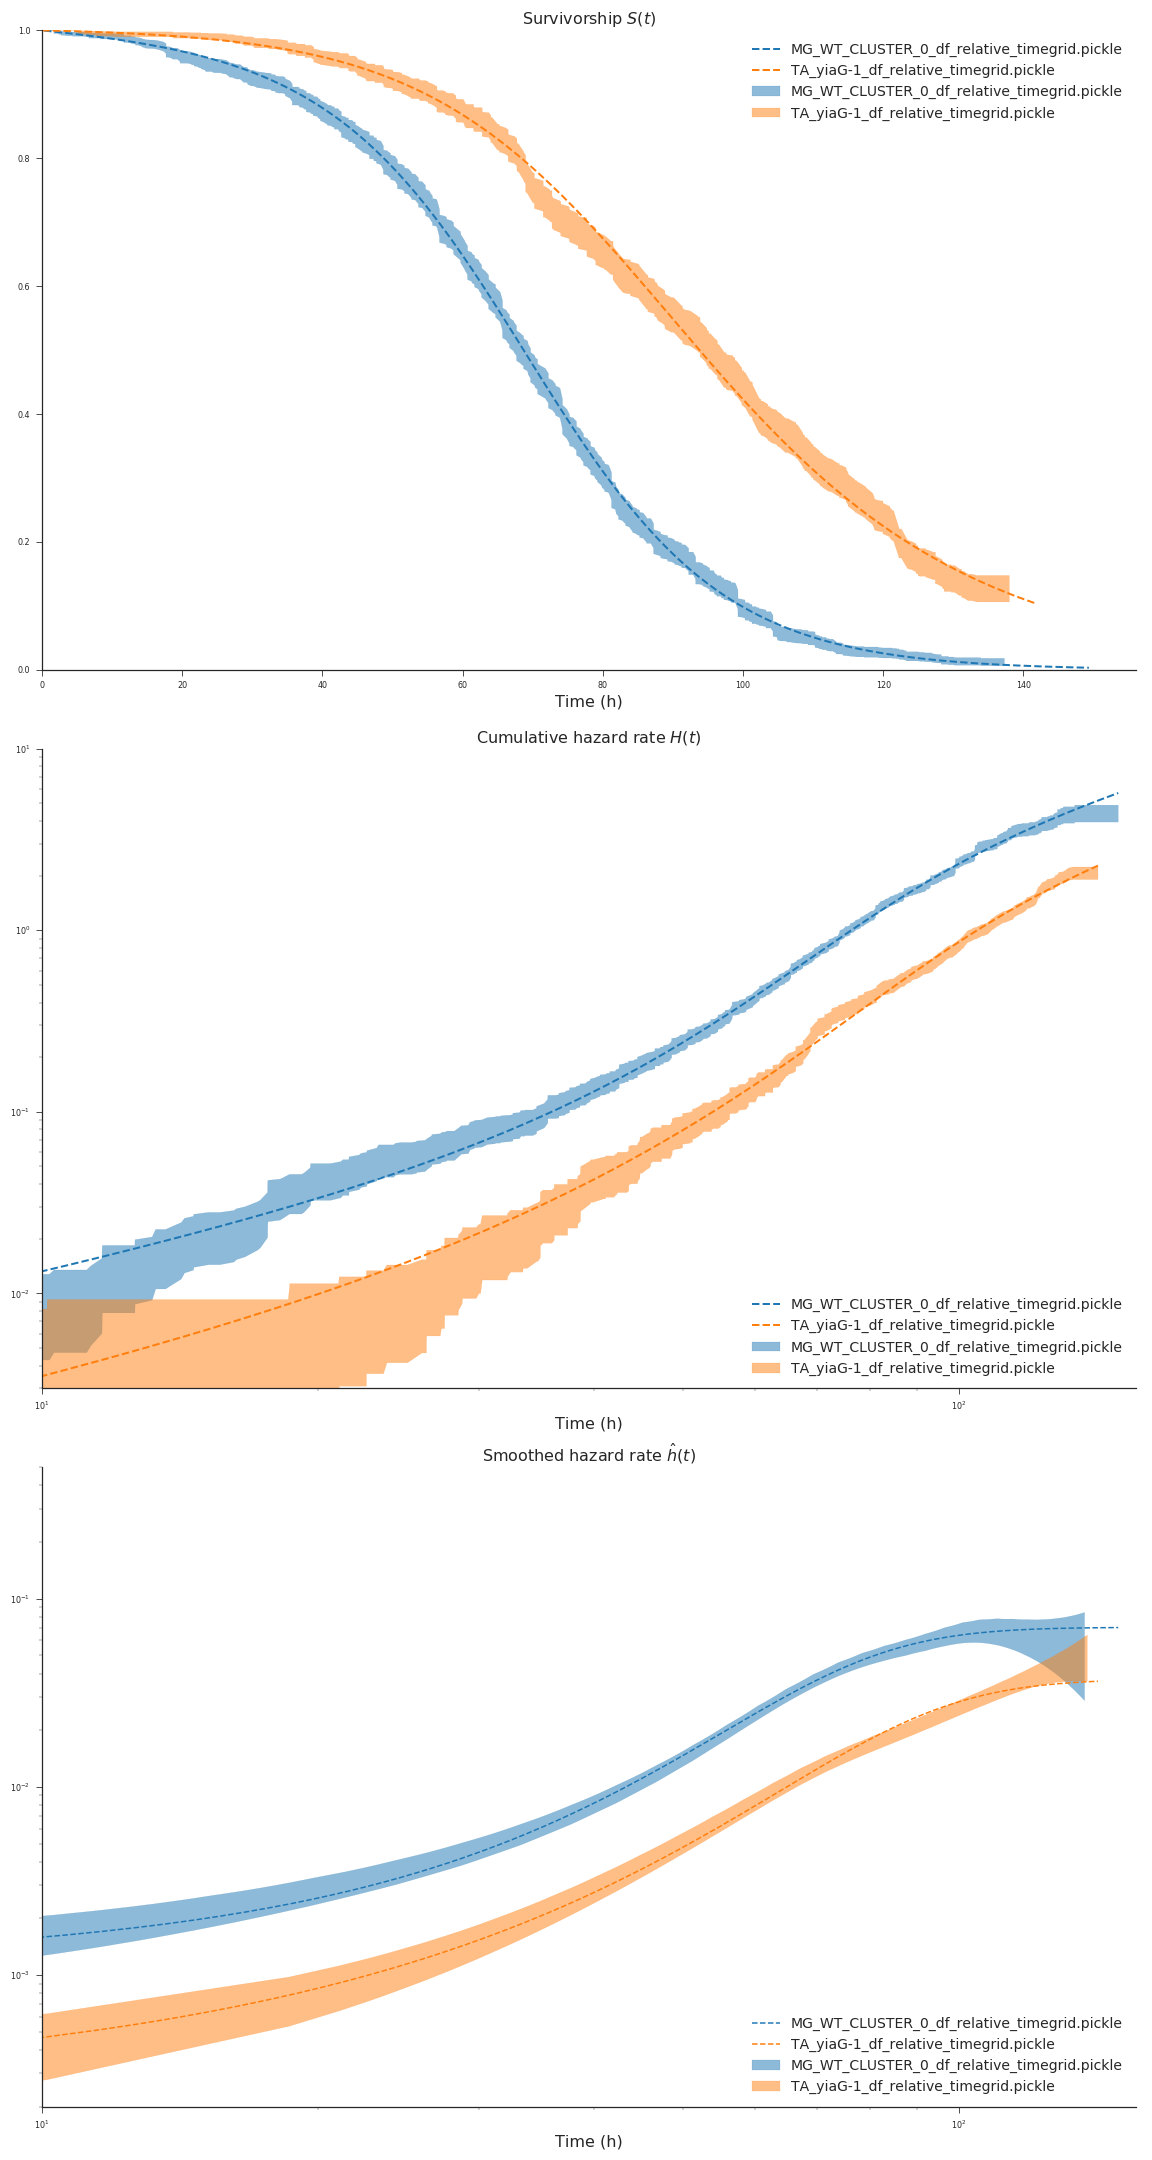 Survivorship S(t)
1.0
0.8
0.6
0.4
0.2
0.0
MG_WT_CLUSTER_0_df_relative_timegrid.pickle
TA_yiaG-1_df_relative_timegrid.pickle
MG_WT_CLUSTER_0_df_relative_timegrid.pickle
TA_yiaG-1_df_relative_timegrid.pickle
0 20 40 60 80 100 120 140
Time (h)
Cumulative hazard rate H(t)
10¹
10⁰
10⁻¹
10⁻²
MG_WT_CLUSTER_0_df_relative_timegrid.pickle
TA_yiaG-1_df_relative_timegrid.pickle
MG_WT_CLUSTER_0_df_relative_timegrid.pickle
TA_yiaG-1_df_relative_timegrid.pickle
10¹ 10²
Time (h)
Smoothed hazard rate ĥ(t)
10⁻¹
10⁻²
10⁻³
MG_WT_CLUSTER_0_df_relative_timegrid.pickle
TA_yiaG-1_df_relative_timegrid.pickle
MG_WT_CLUSTER_0_df_relative_timegrid.pickle
TA_yiaG-1_df_relative_timegrid.pickle
10¹ 10²
Time (h)